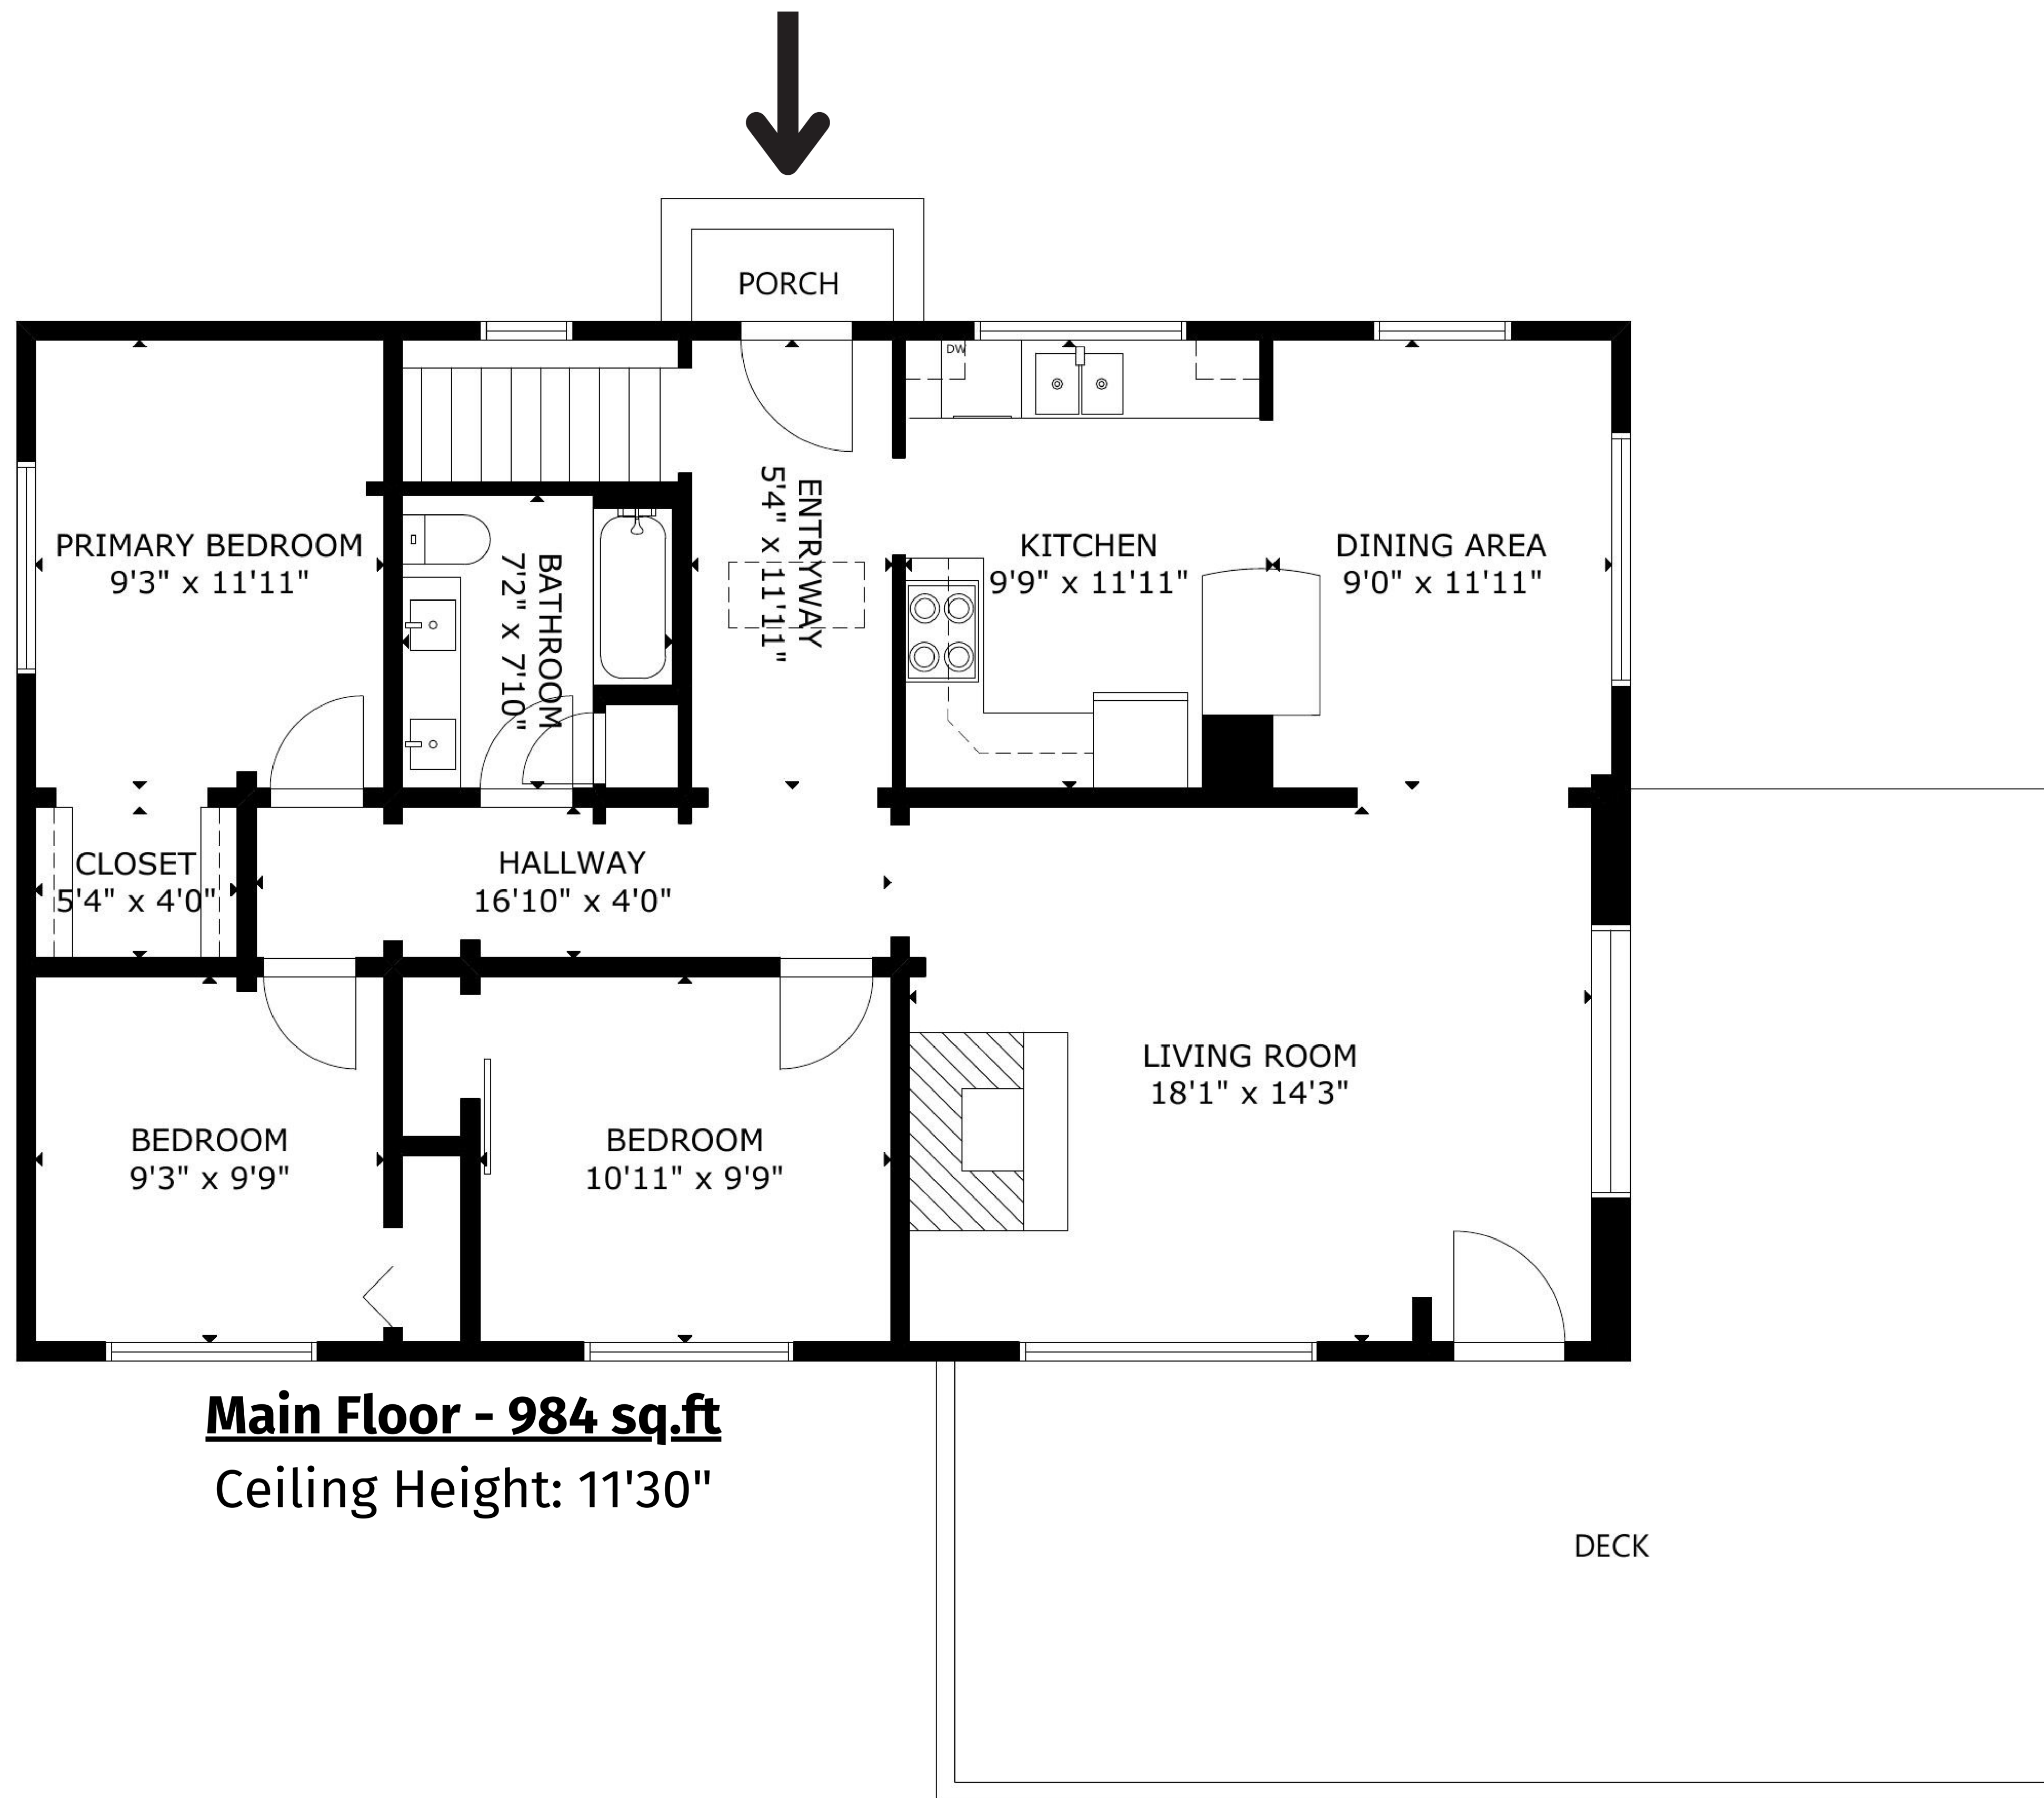 PORCH
DW
PRIMARY BEDROOM
9'3" x 11'11"
BATHROOM
7'2" x 7'10"
ENTRYWAY
5'4" x 11'11"
KITCHEN
9'9" x 11'11"
DINING AREA
9'0" x 11'11"
CLOSET
5'4" x 4'0"
HALLWAY
16'10" x 4'0"
LIVING ROOM
18'1" x 14'3"
BEDROOM
9'3" x 9'9"
BEDROOM
10'11" x 9'9"
Main Floor - 984 sq.ft
Ceiling Height: 11'30"
DECK